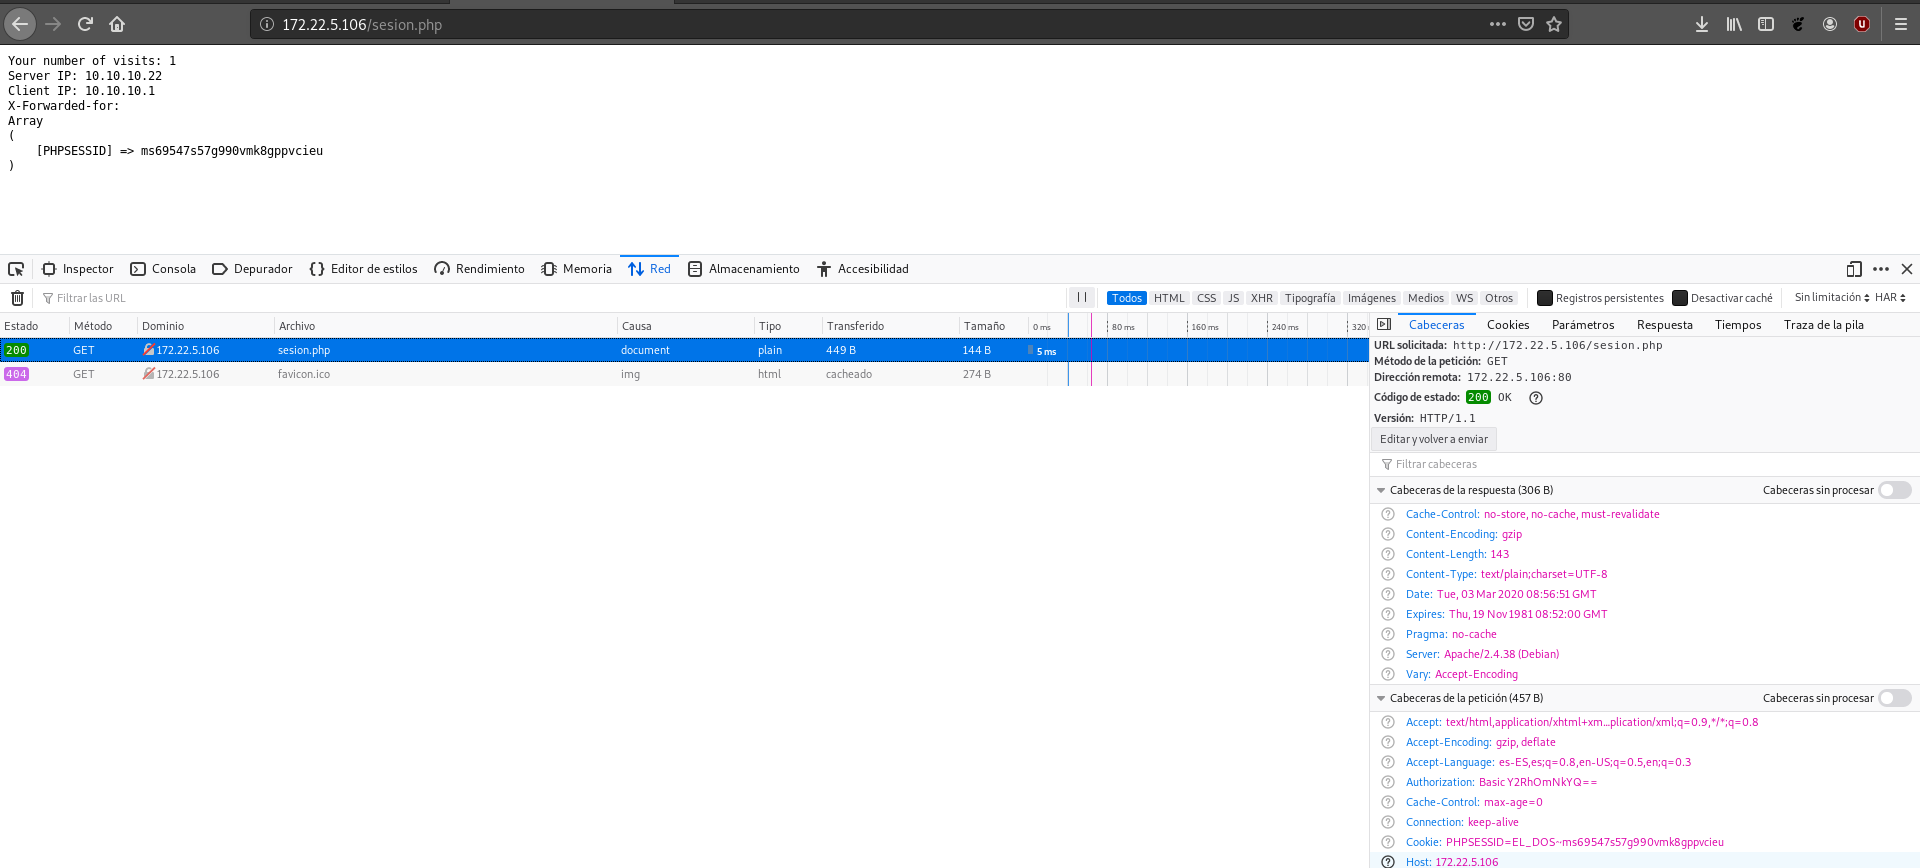 172.22.5.106/sesion.php
Your number of visits: 1
Server IP: 10.10.10.22
Client IP: 10.10.10.1
X-Forwarded-for:
Array
(
    [PHPSESSID] => ms69547s57g990vmk8gppvcieu
)
Inspector Consola Depurador Editor de estilos Rendimiento Memoria Red Almacenamiento Accesibilidad
Filtrar las URL Todos HTML CSS JS XHR Tipografía Imágenes Medios WS Otros Registros persistentes Desactivar caché Sin limitación HAR
Estado Método Dominio Archivo Causa Tipo Transferido Tamaño 0 ms 80 ms 160 ms 240 ms 320
200 GET 172.22.5.106 sesion.php document plain 449 B 144 B 5 ms
404 GET 172.22.5.106 favicon.ico img html cacheado 274 B
Cabeceras Cookies Parámetros Respuesta Tiempos Traza de la pila
URL solicitada: http://172.22.5.106/sesion.php
Método de la petición: GET
Dirección remota: 172.22.5.106:80
Código de estado: 200 OK
Versión: HTTP/1.1
Editar y volver a enviar
Filtrar cabeceras
Cabeceras de la respuesta (306 B) Cabeceras sin procesar
Cache-Control: no-store, no-cache, must-revalidate
Content-Encoding: gzip
Content-Length: 143
Content-Type: text/plain;charset=UTF-8
Date: Tue, 03 Mar 2020 08:56:51 GMT
Expires: Thu, 19 Nov 1981 08:52:00 GMT
Pragma: no-cache
Server: Apache/2.4.38 (Debian)
Vary: Accept-Encoding
Cabeceras de la petición (457 B) Cabeceras sin procesar
Accept: text/html,application/xhtml+xm…plication/xml;q=0.9,*/*;q=0.8
Accept-Encoding: gzip, deflate
Accept-Language: es-ES,es;q=0.8,en-US;q=0.5,en;q=0.3
Authorization: Basic Y2RhOmNkYQ==
Cache-Control: max-age=0
Connection: keep-alive
Cookie: PHPSESSID=EL_DOS~ms69547s57g990vmk8gppvcieu
Host: 172.22.5.106